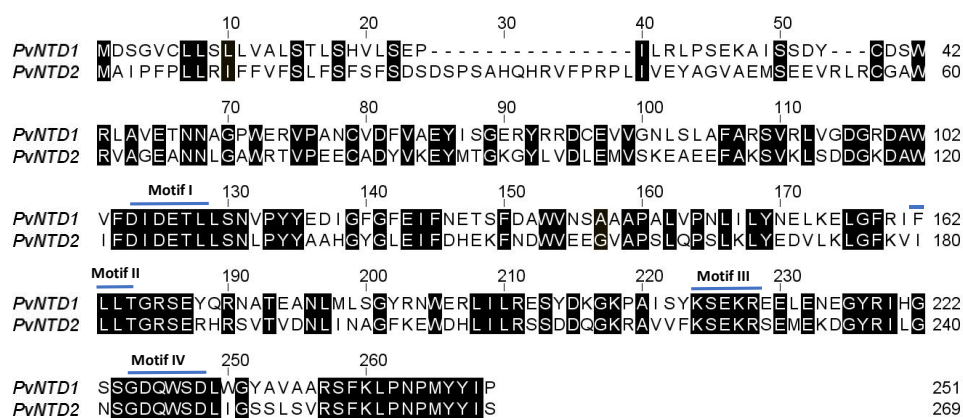 10 20 30 40 50
PvNTD1 MDSGVCLLSLLVALSTLSHVLSEP---------------ILRLPSEKAISSDY---CDSW 42
PvNTD2 MAIPFPLLRIFFVFSLFSFSFSDSDSPSAHQHRVFPRPLIVEYAGVAEMSEEVRLRCGAW 60
70 80 90 100 110
PvNTD1 RLAVETNNAGPWERVPANCVDFVAEYISGERYRRDCEVVGNLSLAFARSVRLVGDGRDAW 102
PvNTD2 RVAGEANNLGAWRTVPEECADYVKEYMTGKGYLVDLEMVSKEAEEFAKSVKLSDDGKDAW 120
Motif I 130 140 150 160 170
PvNTD1 VFDIDETLLSNVPYYEDIGFGFEIFNETSFDAWVNSAAAPALVPNLILYNELKELGFRIF 162
PvNTD2 IFDIDETLLSNLPYYAAHGYGLEIFDHEKFNDWVEEGVAPSLQPSLKLYEDVLKLGFKVI 180
Motif II 190 200 210 220 Motif III 230
PvNTD1 LLTGRSEYQRNATEANLMLSGYRNWERLILRESYDKGKPAISYKSEKREELENEGYRIHG 222
PvNTD2 LLTGRSERHRSVTVDNLINAGFKEWDHLILRSSDDQGKRAVVFKSEKRSEMEKDGYRILG 240
Motif IV 250 260
PvNTD1 SSGDQWSDLWGYAVAARSFKLPNPMYYIP 251
PvNTD2 NSGDQWSDLIGSSLSVRSFKLPNPMYYIS 269